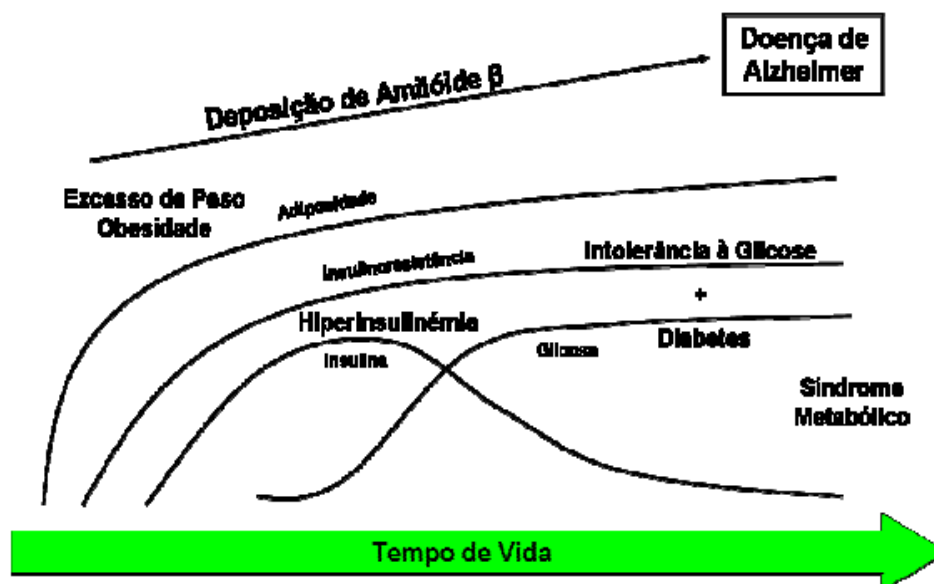 Doença de
Alzheimer
Deposição de Amilóide β
Excesso de Peso
Obesidade
Adiposidade
Insulinoresistência
Intolerância à Glicose
+
Hiperinsulinémia
Insulina
Glicose
Diabetes
Síndrome
Metabólico
Tempo de Vida